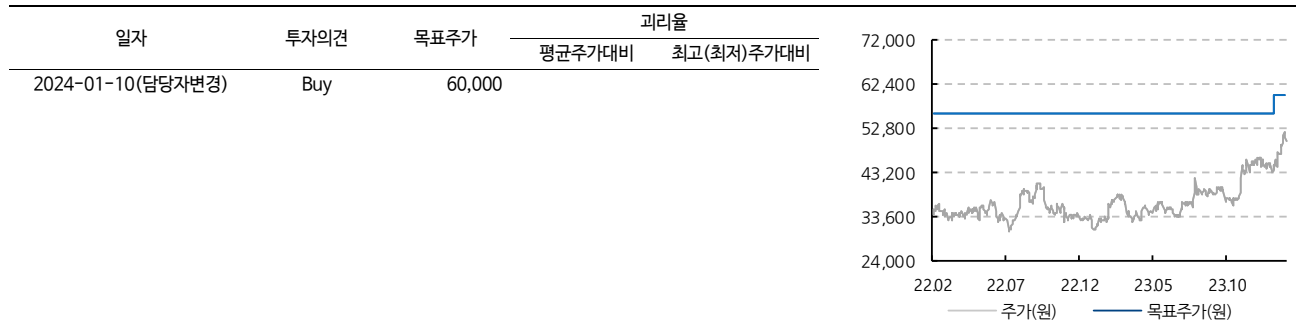 일자 투자의견 목표주가 괴리율
평균주가대비 최고(최저)주가대비
2024-01-10(담당자변경) Buy 60,000
72,000
62,400
52,800
43,200
33,600
24,000
22.02 22.07 22.12 23.05 23.10
주가(원) 목표주가(원)